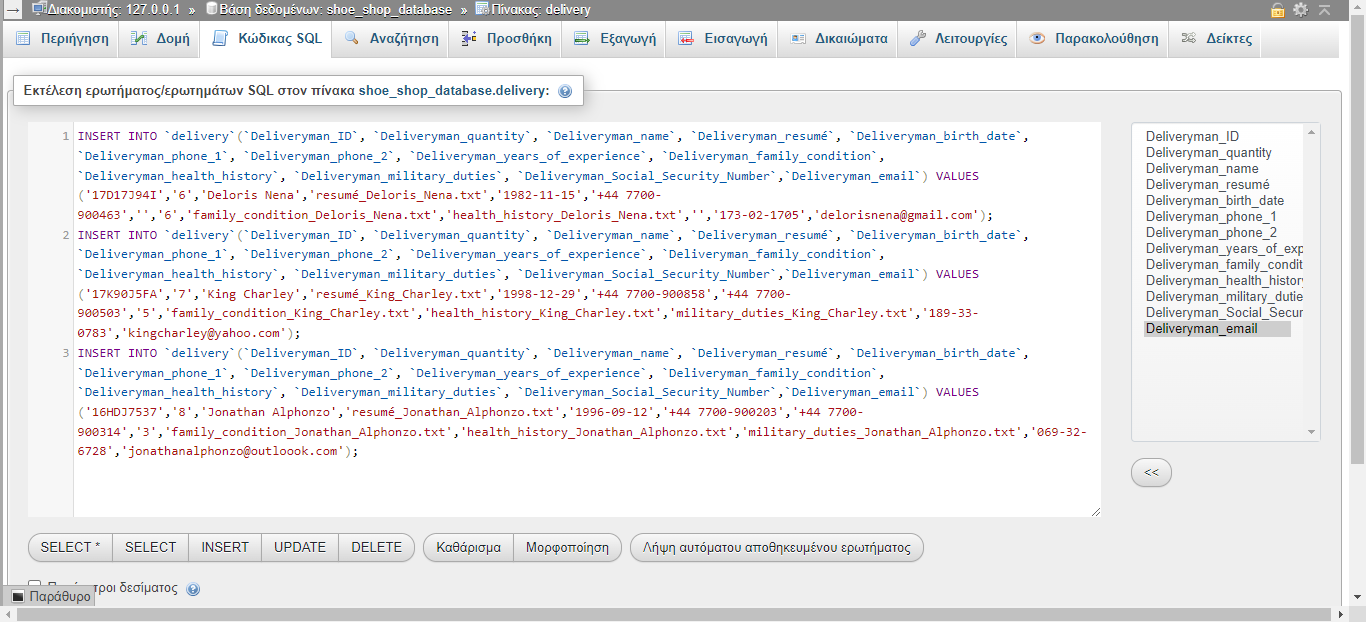 Διακομιστής: 127.0.0.1 » Βάση δεδομένων: shoe_shop_database » Πίνακας: delivery
Περιήγηση Δομή Κώδικας SQL Αναζήτηση Προσθήκη Εξαγωγή Εισαγωγή Δικαιώματα Λειτουργίες Παρακολούθηση Δείκτες
Εκτέλεση ερωτήματος/ερωτημάτων SQL στον πίνακα shoe_shop_database.delivery:
1 INSERT INTO `delivery`(`Deliveryman_ID`, `Deliveryman_quantity`, `Deliveryman_name`, `Deliveryman_resumé`, `Deliveryman_birth_date`,
`Deliveryman_phone_1`, `Deliveryman_phone_2`, `Deliveryman_years_of_experience`, `Deliveryman_family_condition`,
`Deliveryman_health_history`, `Deliveryman_military_duties`, `Deliveryman_Social_Security_Number`,`Deliveryman_email`) VALUES
('17D17J94I','6','Deloris Nena','resumé_Deloris_Nena.txt','1982-11-15','+44 7700-
900463','','6','family_condition_Deloris_Nena.txt','health_history_Deloris_Nena.txt','','173-02-1705','delorisnena@gmail.com');
2 INSERT INTO `delivery`(`Deliveryman_ID`, `Deliveryman_quantity`, `Deliveryman_name`, `Deliveryman_resumé`, `Deliveryman_birth_date`,
`Deliveryman_phone_1`, `Deliveryman_phone_2`, `Deliveryman_years_of_experience`, `Deliveryman_family_condition`,
`Deliveryman_health_history`, `Deliveryman_military_duties`, `Deliveryman_Social_Security_Number`,`Deliveryman_email`) VALUES
('17K90J5FA','7','King Charley','resumé_King_Charley.txt','1998-12-29','+44 7700-900858','+44 7700-
900503','5','family_condition_King_Charley.txt','health_history_King_Charley.txt','military_duties_King_Charley.txt','189-33-
0783','kingcharley@yahoo.com');
3 INSERT INTO `delivery`(`Deliveryman_ID`, `Deliveryman_quantity`, `Deliveryman_name`, `Deliveryman_resumé`, `Deliveryman_birth_date`,
`Deliveryman_phone_1`, `Deliveryman_phone_2`, `Deliveryman_years_of_experience`, `Deliveryman_family_condition`,
`Deliveryman_health_history`, `Deliveryman_military_duties`, `Deliveryman_Social_Security_Number`,`Deliveryman_email`) VALUES
('16HDJ7537','8','Jonathan Alphonzo','resumé_Jonathan_Alphonzo.txt','1996-09-12','+44 7700-900203','+44 7700-
900314','3','family_condition_Jonathan_Alphonzo.txt','health_history_Jonathan_Alphonzo.txt','military_duties_Jonathan_Alphonzo.txt','069-32-
6728','jonathanalphonzo@outloook.com');
Deliveryman_ID
Deliveryman_quantity
Deliveryman_name
Deliveryman_resumé
Deliveryman_birth_date
Deliveryman_phone_1
Deliveryman_phone_2
Deliveryman_years_of_exp
Deliveryman_family_condit
Deliveryman_health_history
Deliveryman_military_dutie
Deliveryman_Social_Secur
Deliveryman_email
<<
SELECT * SELECT INSERT UPDATE DELETE Καθάρισμα Μορφοποίηση Λήψη αυτόματου αποθηκευμένου ερωτήματος
δεσίματος
Παράθυρο